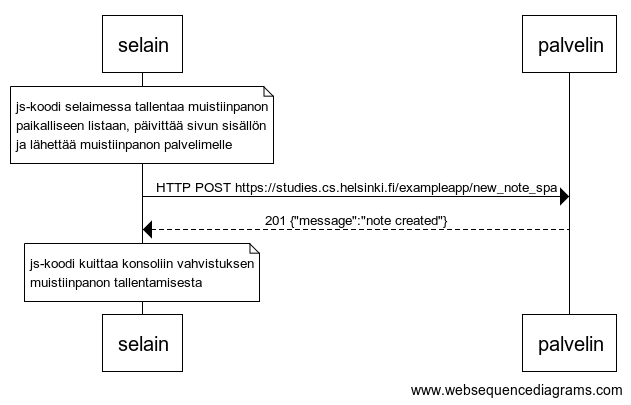 selain
palvelin
js-koodi selaimessa tallentaa muistiinpanon
paikalliseen listaan, päivittää sivun sisällön
ja lähettää muistiinpanon palvelimelle
HTTP POST https://studies.cs.helsinki.fi/exampleapp/new_note_spa
201 {"message":"note created"}
js-koodi kuittaa konsoliin vahvistuksen
muistiinpanon tallentamisesta
selain
palvelin
www.websequencediagrams.com